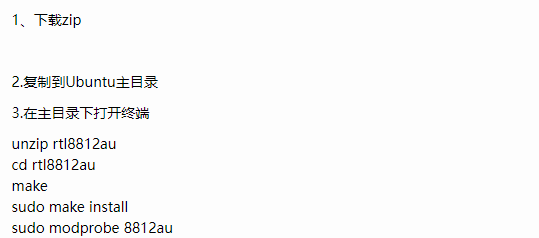 1、下载zip
2.复制到Ubuntu主目录
3.在主目录下打开终端
unzip rtl8812au
cd rtl8812au
make
sudo make install
sudo modprobe 8812au